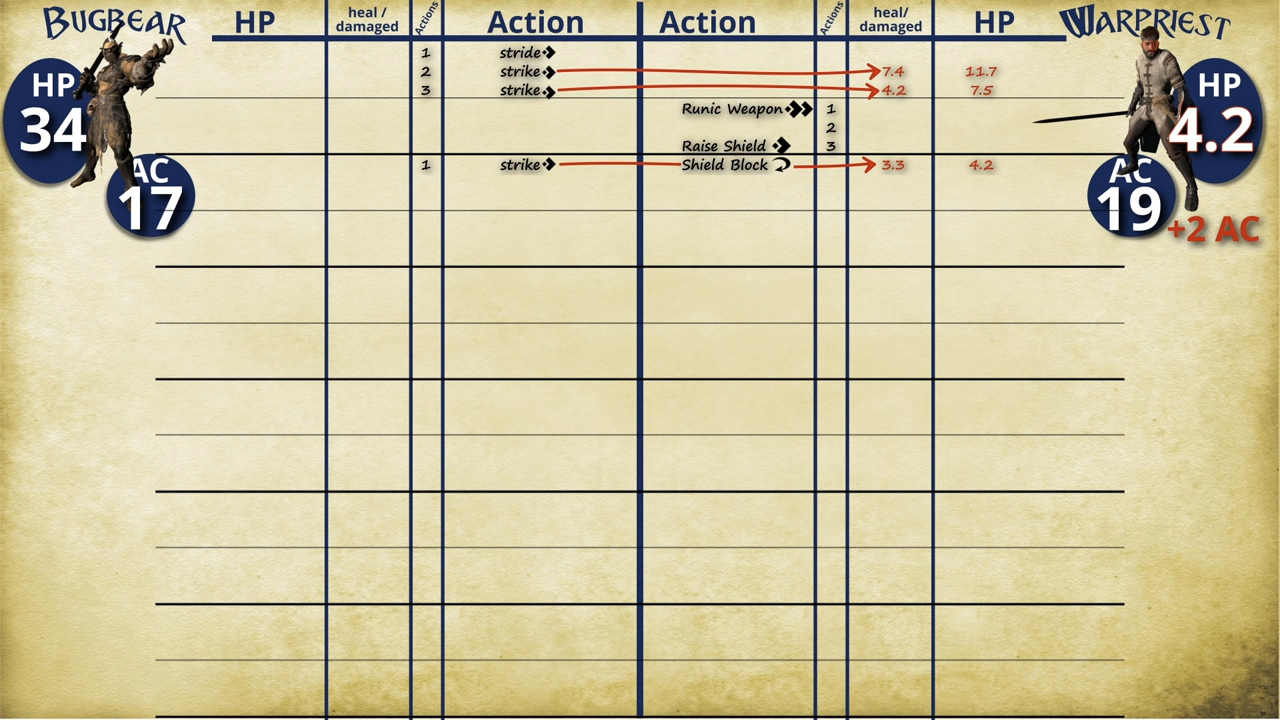 BUGBEAR HP heal / damaged Actions Action Action Actions heal/ damaged HP WARPRIEST
HP
34
AC
17
HP
4.2
AC
19
+2 AC
1 stride
2 strike 7.4 11.7
3 strike 4.2 7.5
Runic Weapon 1
2
Raise Shield 3
1 strike Shield Block 3.3 4.2